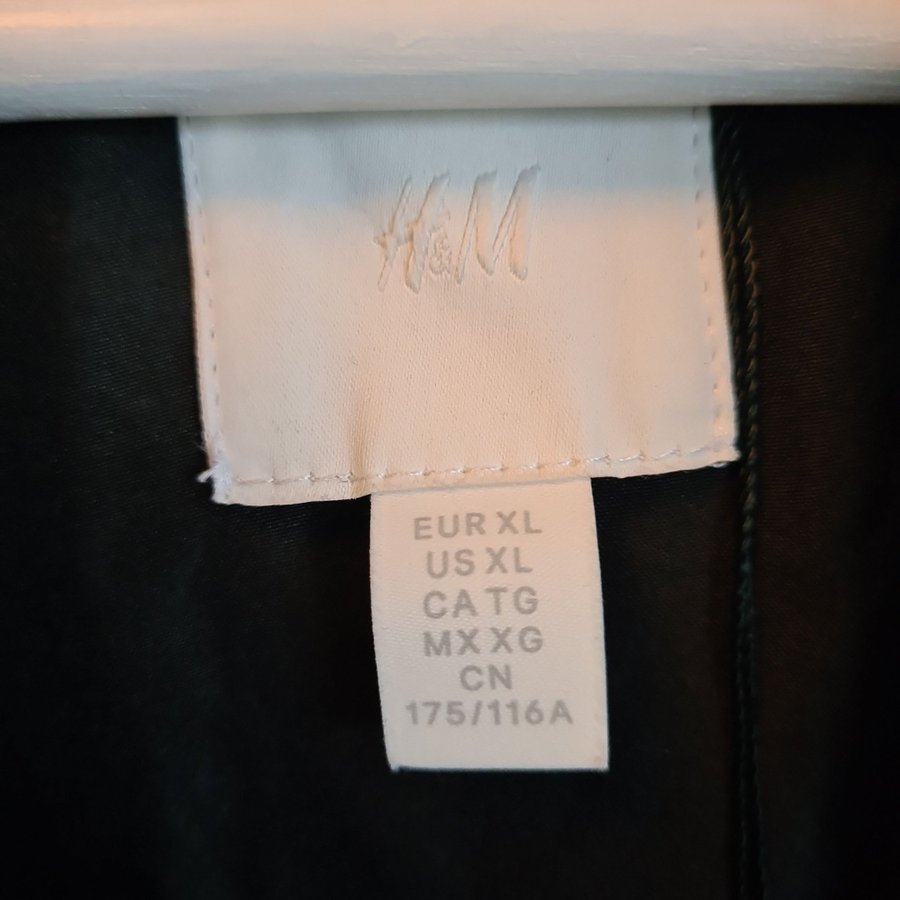 H&M
EUR XL
US XL
CA TG
MX XG
CN
175/116A